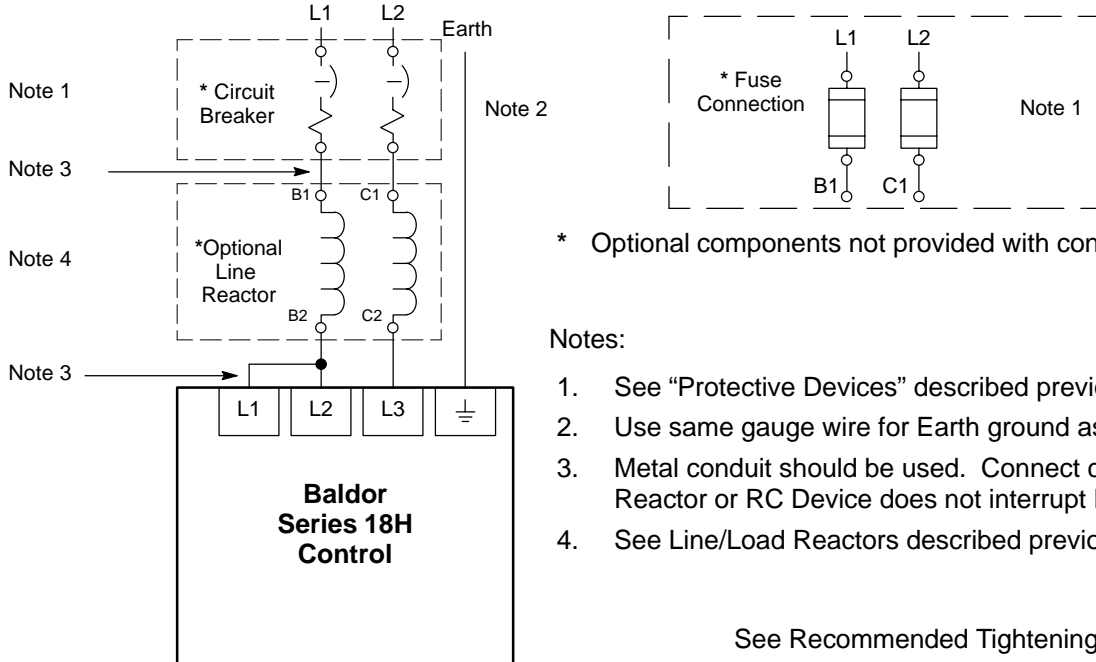 L1 L2
Earth
Note 1
* Circuit
Breaker
Note 2
Note 3
B1 C1
Note 4
*Optional
Line
Reactor
B2 C2
Note 3
L1 L2 L3
Baldor
Series 18H
Control
L1 L2
* Fuse
Connection
Note 1
B1 C1
* Optional components not provided with
Notes:
1. See “Protective Devices” described
2. Use same gauge wire for Earth ground as
3. Metal conduit should be used. Connect
Reactor or RC Device does not interrupt
4. See Line/Load Reactors described
See Recommended Tightening